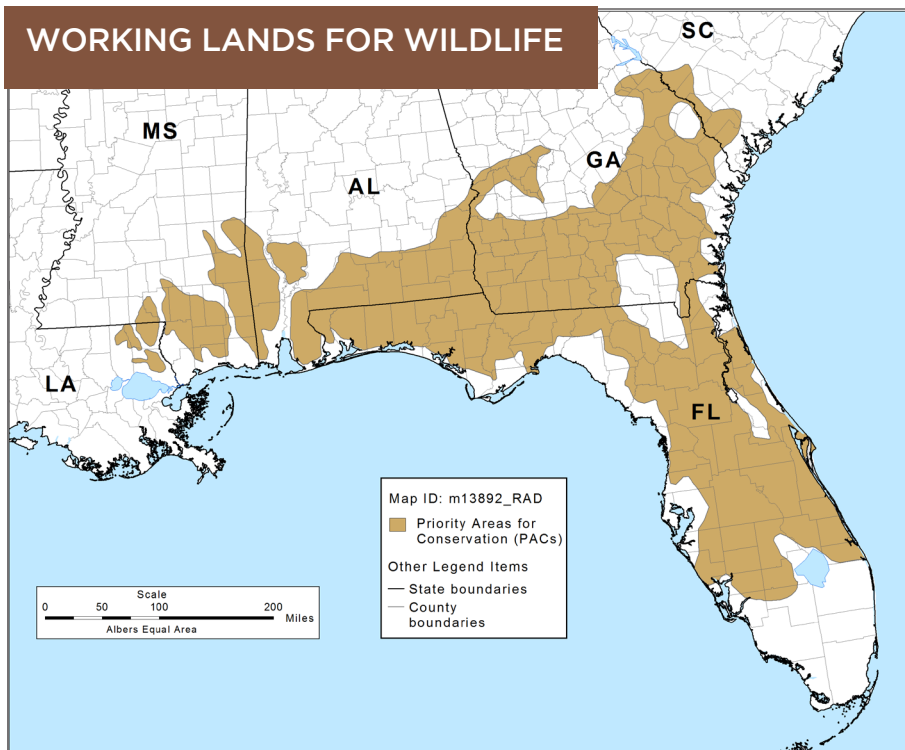 WORKING LANDS FOR WILDLIFE
SC
MS
GA
AL
LA
FL
Map ID: m13892_RAD
Priority Areas for
Conservation (PACs)
Other Legend Items
State boundaries
County
boundaries
Scale
0 50 100 200
Miles
Albers Equal Area